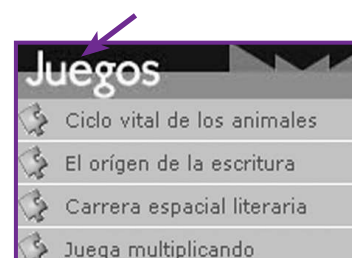 Juegos
Ciclo vital de los animales
El orígen de la escritura
Carrera espacial literaria
Juega multiplicando